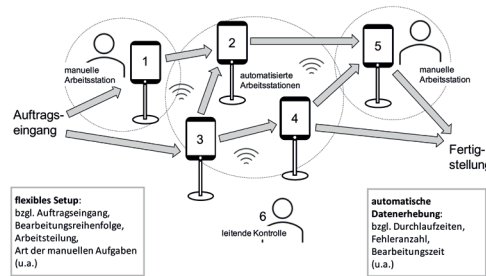 1
2
5
manuelle
Arbeitsstation
automatisierte
Arbeitsstationen
manuelle
Arbeitsstation
Auftrags-
eingang
3
4
Fertig-
stellung
flexibles Setup:
bzgl. Auftragseingang,
Bearbeitungsreihenfolge,
Arbeitsteilung,
Art der manuellen Aufgaben
(u.a.)
6
leitende Kontrolle
automatische
Datenerhebung:
bzgl. Durchlaufzeiten,
Fehleranzahl,
Bearbeitungszeit
(u.a.)